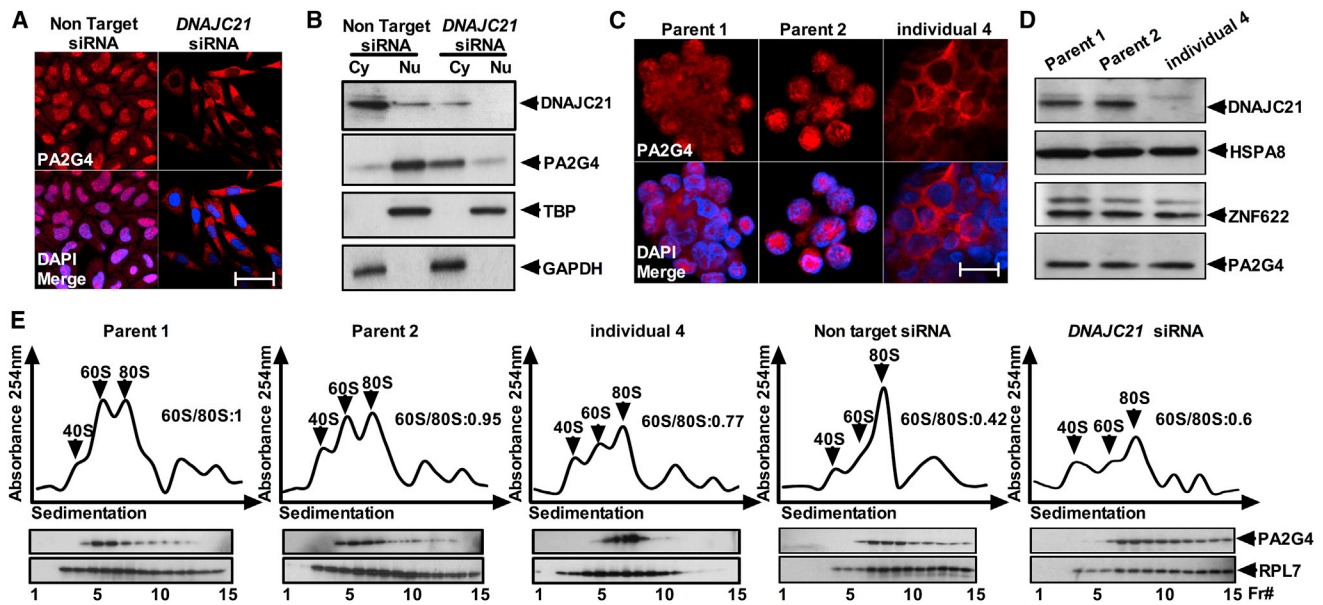 A
Non Target siRNA
DNAJC21 siRNA
PA2G4
DAPI Merge
B
Non Target siRNA
DNAJC21 siRNA
Cy Nu Cy Nu
DNAJC21
PA2G4
TBP
GAPDH
C
Parent 1
Parent 2
individual 4
PA2G4
DAPI Merge
D
Parent 1
Parent 2
individual 4
DNAJC21
HSPA8
ZNF622
PA2G4
E
Parent 1
Absorbance 254nm
40S
60S
80S
60S/80S:1
Sedimentation
1 5 10 15
Parent 2
Absorbance 254nm
40S
60S
80S
60S/80S:0.95
Sedimentation
1 5 10 15
individual 4
Absorbance 254nm
40S
60S
80S
60S/80S:0.77
Sedimentation
1 5 10 15
Non target siRNA
Absorbance 254nm
40S
60S
80S
60S/80S:0.42
Sedimentation
1 5 10 15
DNAJC21 siRNA
Absorbance 254nm
40S
60S
80S
60S/80S:0.6
Sedimentation
PA2G4
RPL7
1 5 10 15 Fr#